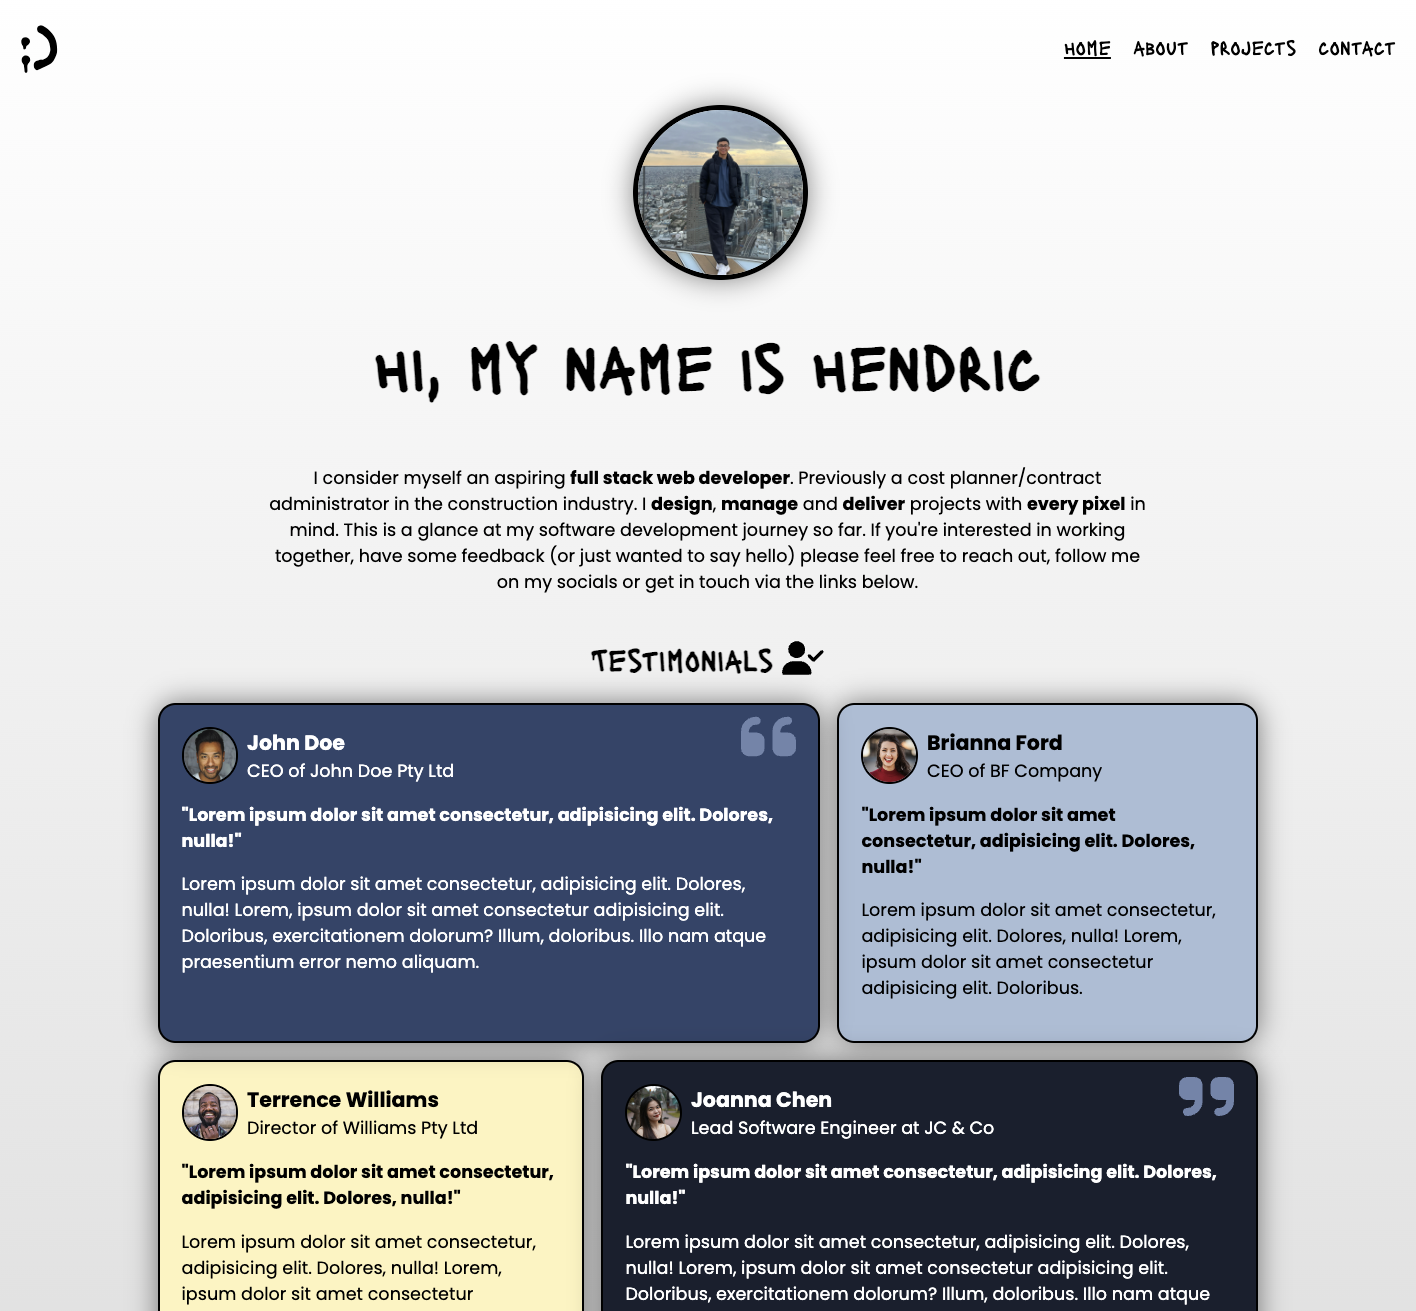 HOME ABOUT PROJECTS CONTACT
HI, MY NAME IS HENDRIC
I consider myself an aspiring full stack web developer. Previously a cost planner/contract
administrator in the construction industry. I design, manage and deliver projects with every pixel in
mind. This is a glance at my software development journey so far. If you're interested in working
together, have some feedback (or just wanted to say hello) please feel free to reach out, follow me
on my socials or get in touch via the links below.
TESTIMONIALS
John Doe
CEO of John Doe Pty Ltd
"Lorem ipsum dolor sit amet consectetur, adipisicing elit. Dolores,
nulla!"
Lorem ipsum dolor sit amet consectetur, adipisicing elit. Dolores,
nulla! Lorem, ipsum dolor sit amet consectetur adipisicing elit.
Doloribus, exercitationem dolorum? Illum, doloribus. Illo nam atque
praesentium error nemo aliquam.
Brianna Ford
CEO of BF Company
"Lorem ipsum dolor sit amet
consectetur, adipisicing elit. Dolores,
nulla!"
Lorem ipsum dolor sit amet consectetur,
adipisicing elit. Dolores, nulla! Lorem,
ipsum dolor sit amet consectetur
adipisicing elit. Doloribus.
Terrence Williams
Director of Williams Pty Ltd
"Lorem ipsum dolor sit amet consectetur,
adipisicing elit. Dolores, nulla!"
Lorem ipsum dolor sit amet consectetur,
adipisicing elit. Dolores, nulla! Lorem,
ipsum dolor sit amet consectetur
Joanna Chen
Lead Software Engineer at JC & Co
"Lorem ipsum dolor sit amet consectetur, adipisicing elit. Dolores,
nulla!"
Lorem ipsum dolor sit amet consectetur, adipisicing elit. Dolores,
nulla! Lorem, ipsum dolor sit amet consectetur adipisicing elit.
Doloribus, exercitationem dolorum? Illum, doloribus. Illo nam atque